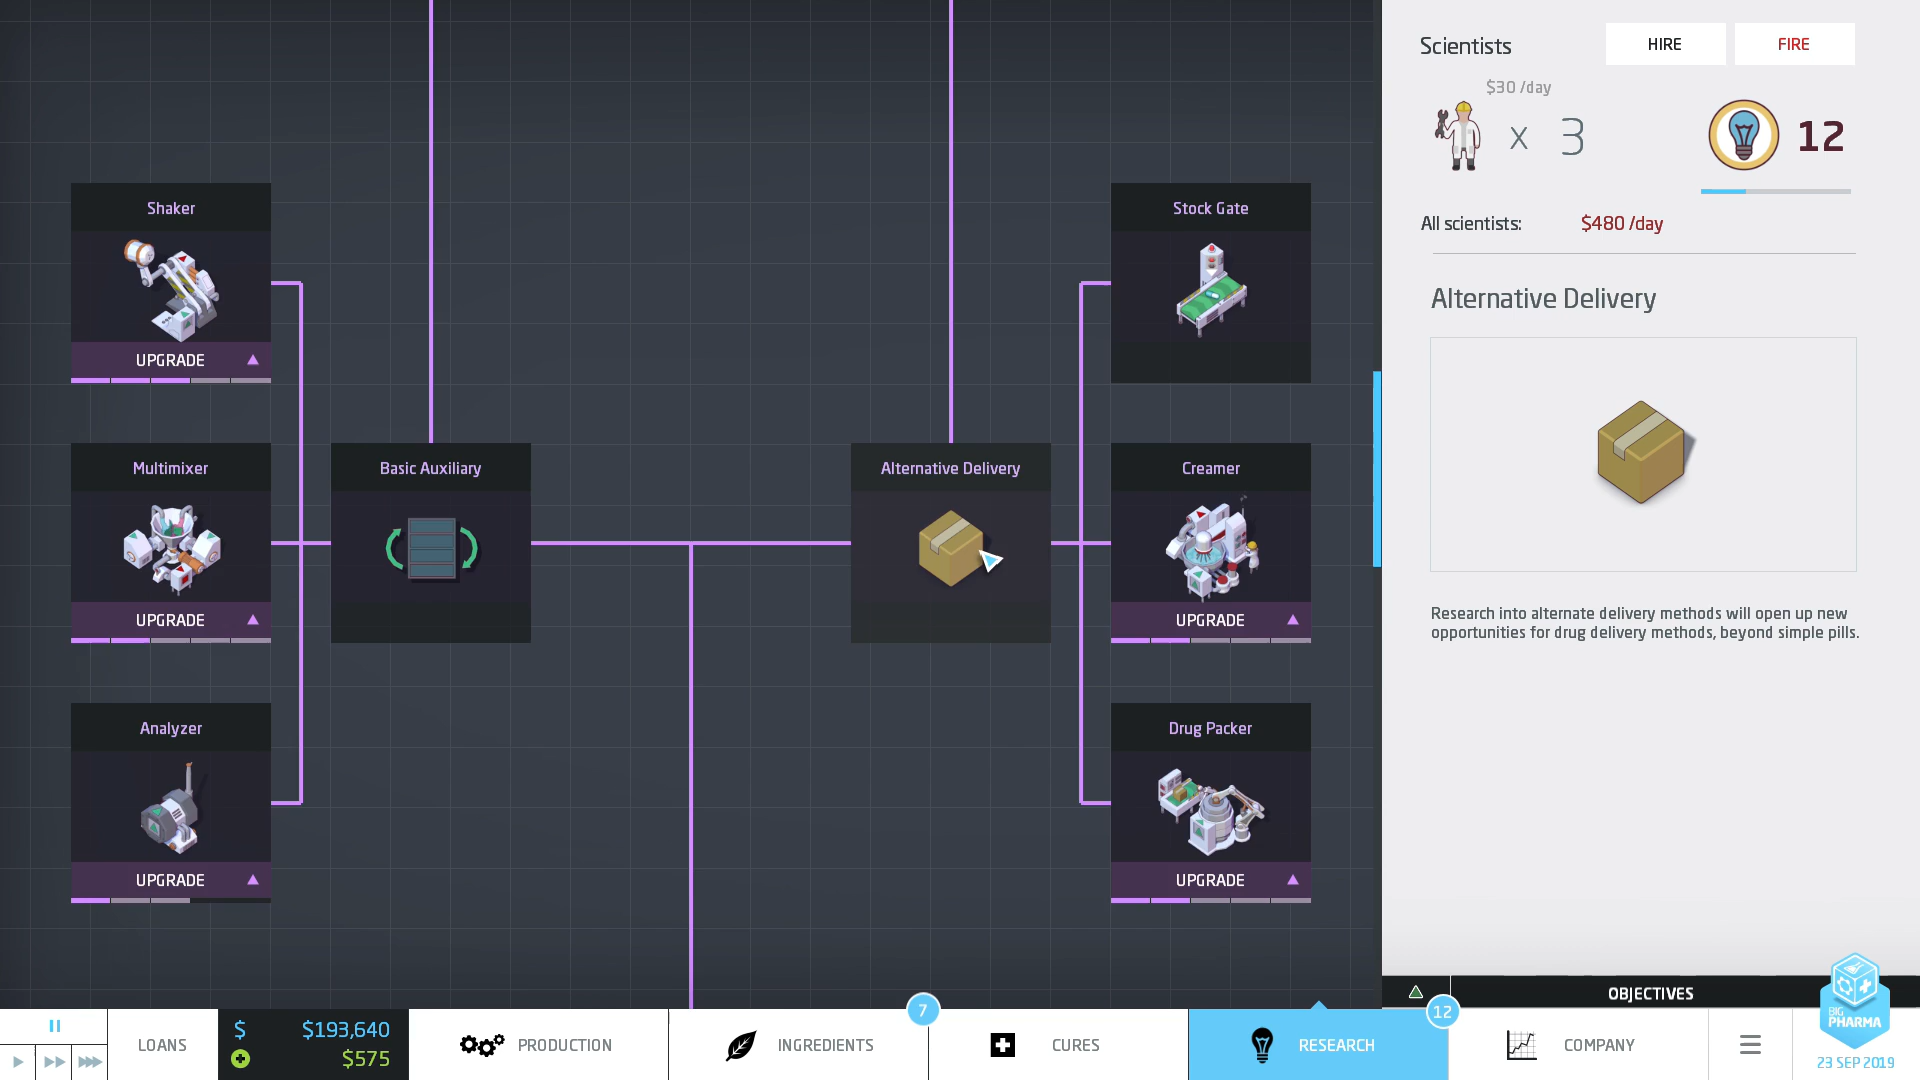 Shaker
UPGRADE
Multimixer
UPGRADE
Analyzer
UPGRADE
Basic Auxiliary
Alternative Delivery
Stock Gate
Creamer
UPGRADE
Drug Packer
UPGRADE
Scientists
HIRE
FIRE
$30 /day
x 3
12
All scientists: $480 /day
Alternative Delivery
Research into alternate delivery methods will open up new
opportunities for drug delivery methods, beyond simple pills.
OBJECTIVES
LOANS
$ $193,640
$575
PRODUCTION
INGREDIENTS
7
CURES
RESEARCH
12
COMPANY
BIG
PHARMA
23 SEP 2019